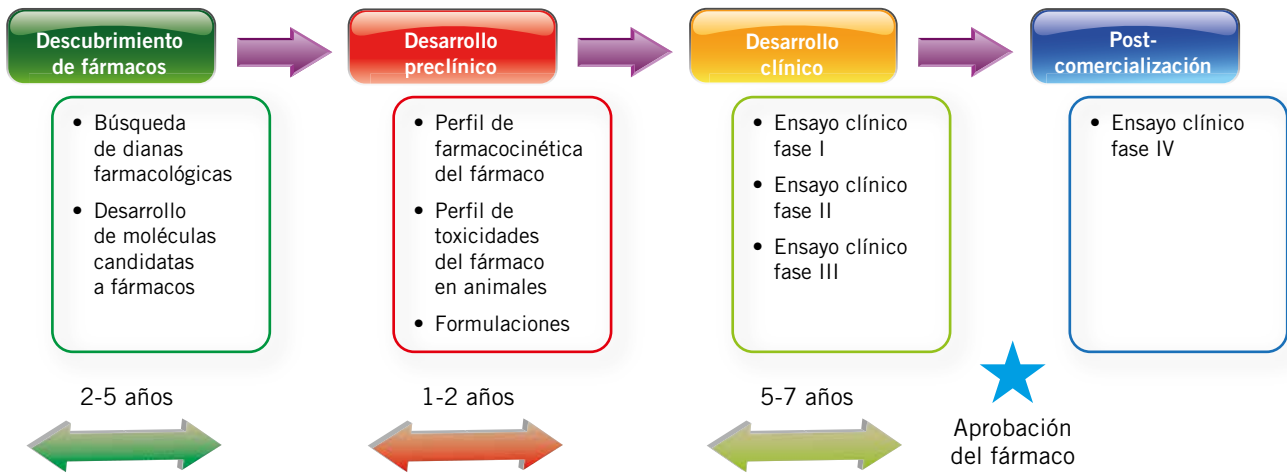 Descubrimiento
de fármacos
Desarrollo
preclínico
Desarrollo
clínico
Post-
comercialización
• Búsqueda
de dianas
farmacológicas
• Desarrollo
de moléculas
candidatas
a fármacos
• Perfil de
farmacocinética
del fármaco
• Perfil de
toxicidades
del fármaco
en animales
• Formulaciones
• Ensayo clínico
fase I
• Ensayo clínico
fase II
• Ensayo clínico
fase III
• Ensayo clínico
fase IV
2-5 años
1-2 años
5-7 años
Aprobación
del fármaco